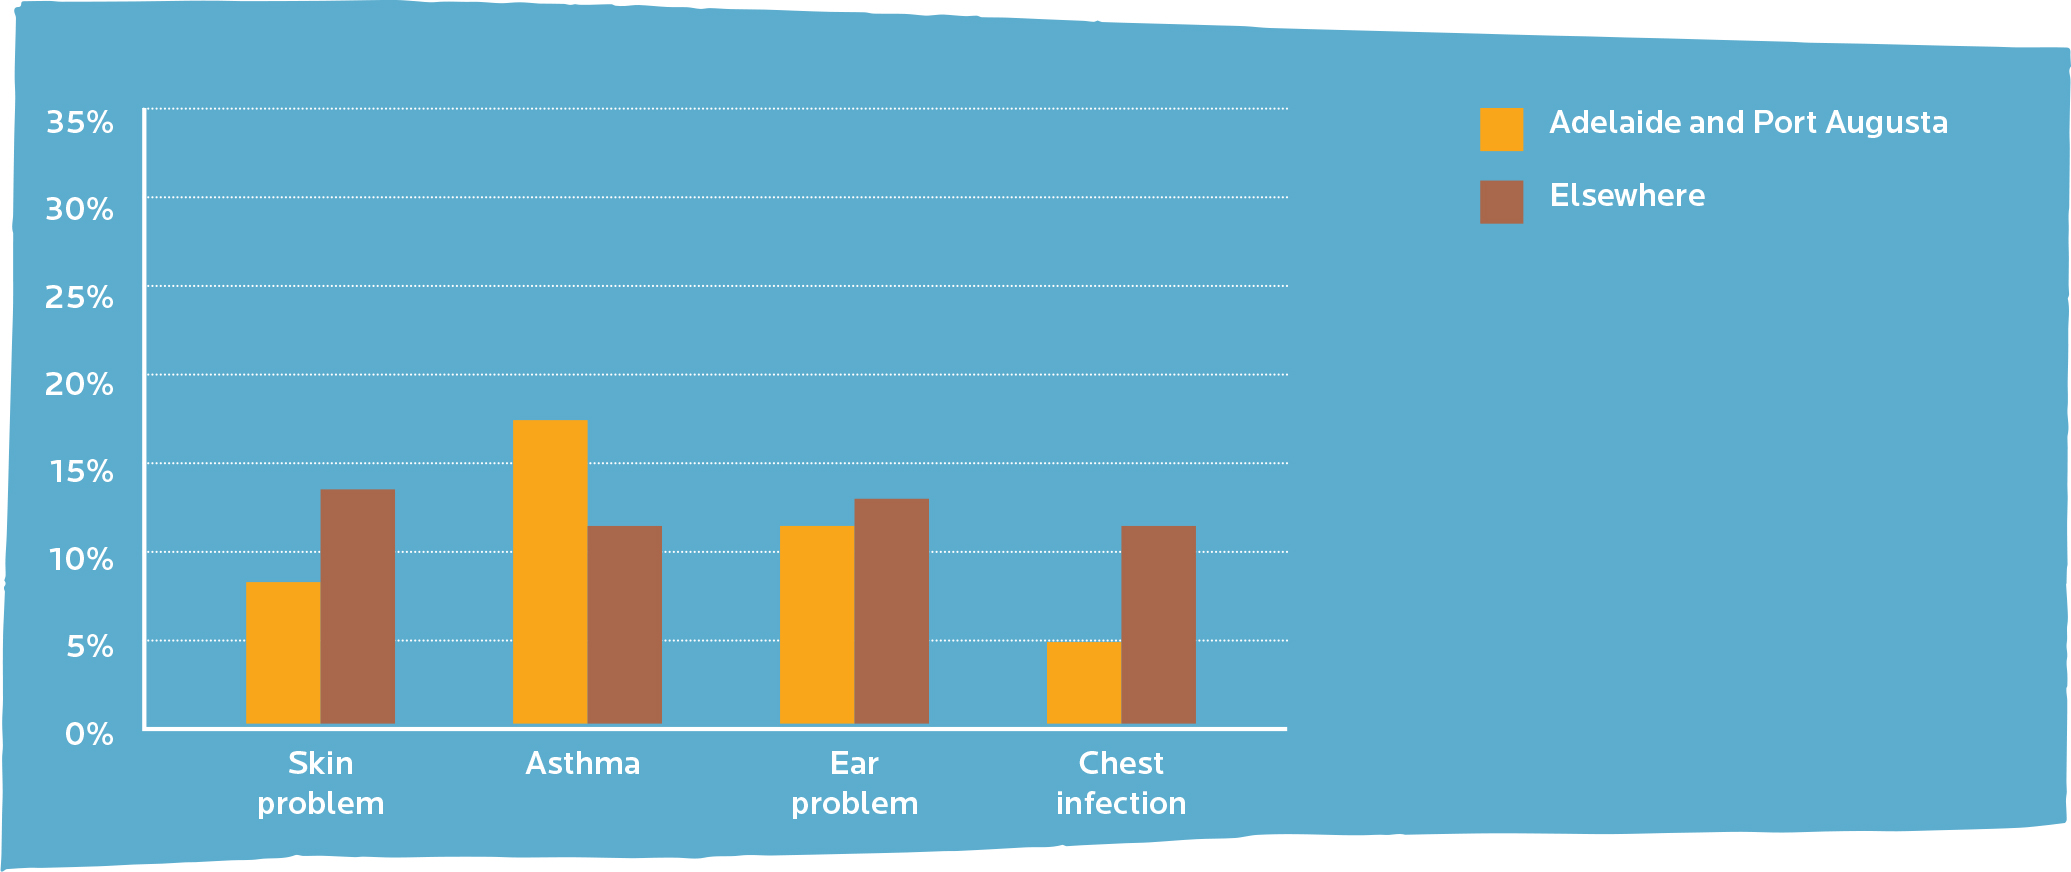 35%
30%
25%
20%
15%
10%
5%
0%
Skin
problem
Asthma
Ear
problem
Chest
infection
Adelaide and Port Augusta
Elsewhere